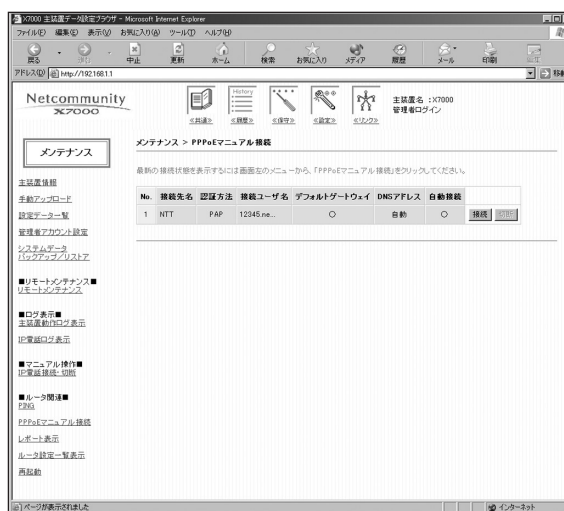 X7000 主装置データ設定ブラウザ - Microsoft Internet Explorer
ファイル(F) 編集(E) 表示(V) お気に入り(A) ツール(T) ヘルプ(H)
戻る 進む 中止 更新 ホーム 検索 お気に入り メディア 履歴 メール 印刷
アドレス(D) http://192.168.1.1 移動
Netcommunity
X7000
History
≪共通≫ ≪履歴≫ ≪保守≫ ≪設定≫ ≪リンク≫
主装置名 :X7000
管理者ログイン
メンテナンス
主装置情報
手動アップロード
設定データ一覧
管理者アカウント設定
システムデータ
バックアップ/リストア
■リモートメンテナンス■
リモートメンテナンス
■ログ表示■
主装置動作ログ表示
IP電話ログ表示
■マニュアル操作■
IP電話接続・切断
■ルータ関連■
PING
PPPoEマニュアル接続
レポート表示
ルータ設定一覧表示
再起動
メンテナンス > PPPoEマニュアル接続
最新の接続状態を表示するには画面左のメニューから、「PPPoEマニュアル接続」をクリックしてください。
No. 接続先名 認証方法 接続ユーザ名 デフォルトゲートウェイ DNSアドレス 自動接続
1 NTT PAP 12345.ne... ○ 自動 ○ 接続 切断
ページが表示されました インターネット